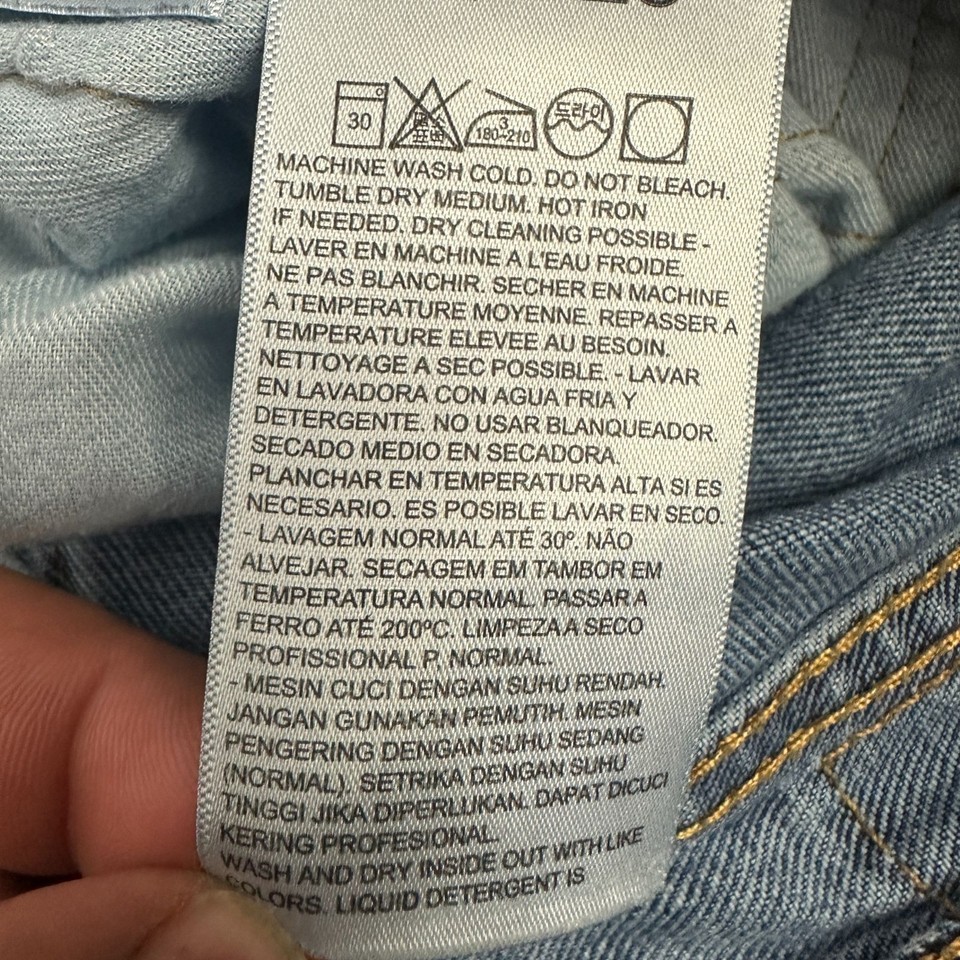 30 염소 표백 3. 180~210 드라이
MACHINE WASH COLD. DO NOT BLEACH.
TUMBLE DRY MEDIUM. HOT IRON
IF NEEDED. DRY CLEANING POSSIBLE -
LAVER EN MACHINE A L'EAU FROIDE.
NE PAS BLANCHIR. SECHER EN MACHINE
A TEMPERATURE MOYENNE. REPASSER A
TEMPERATURE ELEVEE AU BESOIN.
NETTOYAGE A SEC POSSIBLE. - LAVAR
EN LAVADORA CON AGUA FRIA Y
DETERGENTE. NO USAR BLANQUEADOR.
SECADO MEDIO EN SECADORA.
PLANCHAR EN TEMPERATURA ALTA SI ES
NECESARIO. ES POSIBLE LAVAR EN SECO.
- LAVAGEM NORMAL ATÉ 30º. NÃO
ALVEJAR. SECAGEM EM TAMBOR EM
TEMPERATURA NORMAL. PASSAR A
FERRO ATÉ 200ºC. LIMPEZA A SECO
PROFISSIONAL P. NORMAL.
- MESIN CUCI DENGAN SUHU RENDAH.
JANGAN GUNAKAN PEMUTIH. MESIN
PENGERING DENGAN SUHU SEDANG
(NORMAL). SETRIKA DENGAN SUHU
TINGGI JIKA DIPERLUKAN. DAPAT DICUCI
KERING PROFESIONAL.
WASH AND DRY INSIDE OUT WITH LIKE
COLORS. LIQUID DETERGENT IS